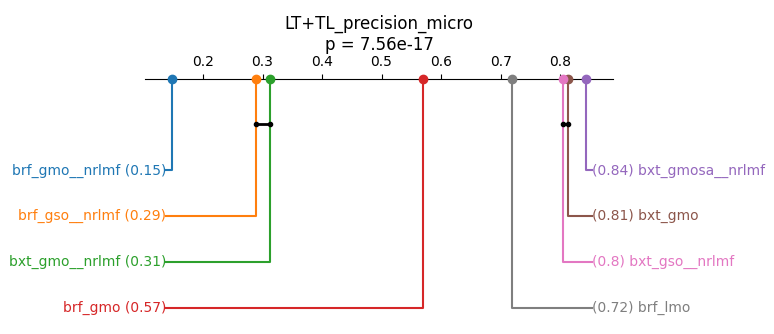 LT+TL_precision_micro
p = 7.56e-17
0.2 0.3 0.4 0.5 0.6 0.7 0.8
brf_gmo__nrlmf (0.15) (0.84) bxt_gmosa__nrlmf
brf_gso__nrlmf (0.29) (0.81) bxt_gmo
bxt_gmo__nrlmf (0.31) (0.8) bxt_gso__nrlmf
brf_gmo (0.57) (0.72) brf_lmo